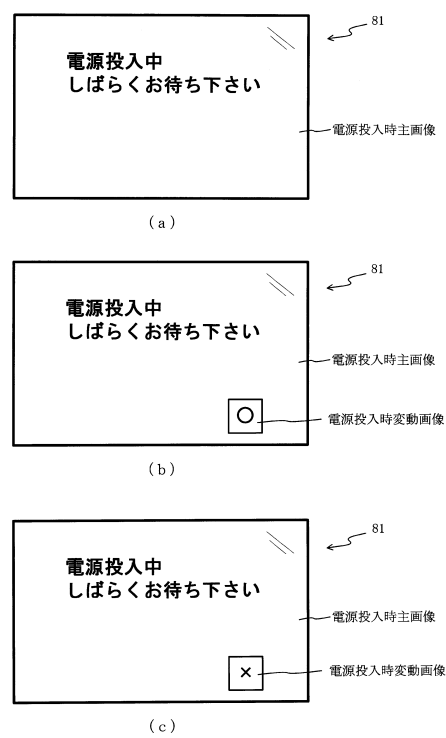 81
電源投入中
しばらくお待ち下さい
電源投入時主画像
(a)
81
電源投入中
しばらくお待ち下さい
電源投入時主画像
○
電源投入時変動画像
(b)
81
電源投入中
しばらくお待ち下さい
電源投入時主画像
×
電源投入時変動画像
(c)